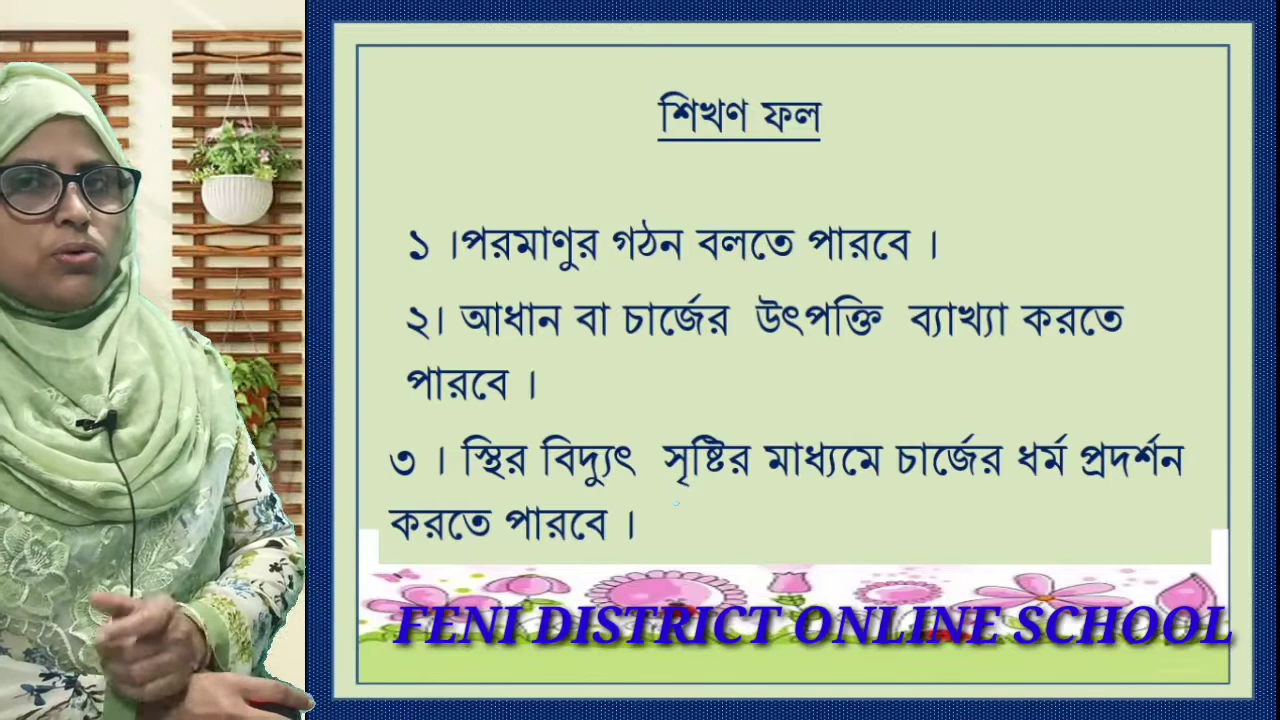 শিখণ ফল
১ ।পরমাণুর গঠন বলতে পারবে ।
২। আধান বা চার্জের উৎপক্তি ব্যাখ্যা করতে
পারবে ।
৩ । স্থির বিদ্যুৎ সৃষ্টির মাধ্যমে চার্জের ধর্ম প্রদর্শন
করতে পারবে ।
FENI DISTRICT ONLINE SCHOOL